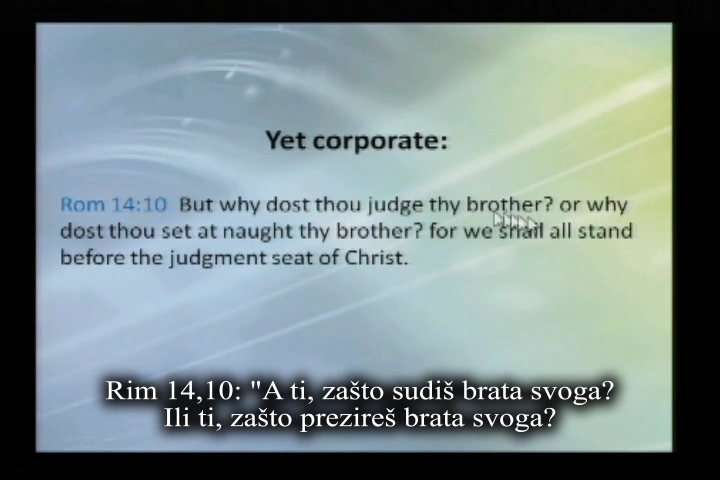 Yet corporate:
Rom 14:10 But why dost thou judge thy brother? or why
dost thou set at naught thy brother? for we shall all stand
before the judgment seat of Christ.
Rim 14,10: "A ti, zašto sudiš brata svoga?
Ili ti, zašto prezireš brata svoga?